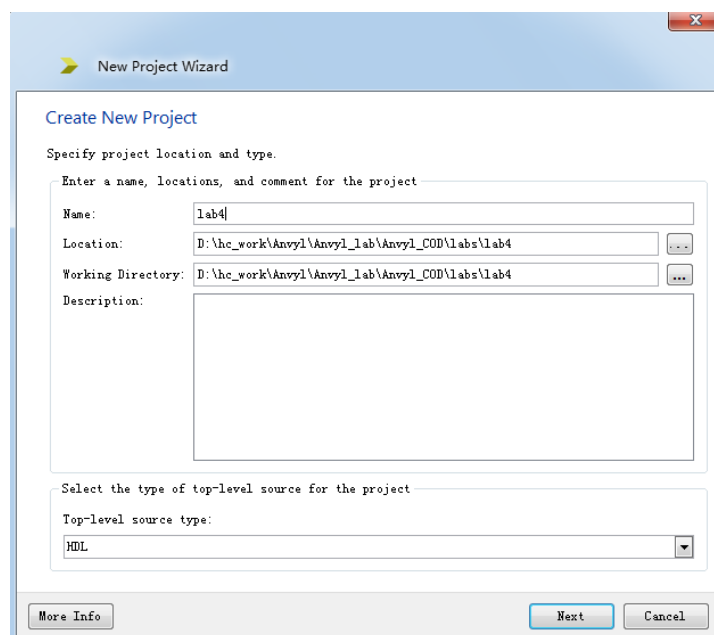 New Project Wizard
Create New Project
Specify project location and type.
Enter a name, locations, and comment for the project
Name: lab4
Location: D:\hc_work\Anvyl\Anvyl_lab\Anvyl_COD\labs\lab4 ...
Working Directory: D:\hc_work\Anvyl\Anvyl_lab\Anvyl_COD\labs\lab4 ...
Description:
Select the type of top-level source for the project
Top-level source type:
HDL
More Info Next Cancel